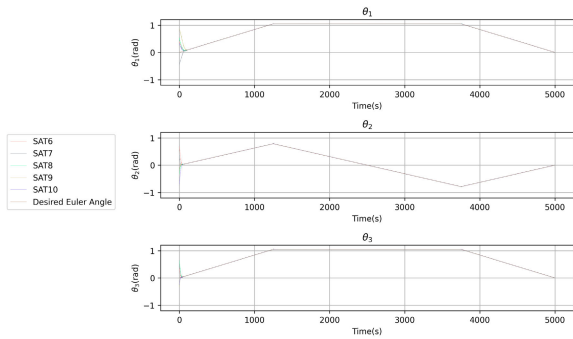 θ1
1
0
−1
θ1(rad)
0
1000
2000
3000
4000
5000
Time(s)
SAT6
SAT7
SAT8
SAT9
SAT10
Desired Euler Angle
θ2
1
0
−1
θ2(rad)
0
1000
2000
3000
4000
5000
Time(s)
θ3
1
0
−1
θ3(rad)
0
1000
2000
3000
4000
5000
Time(s)